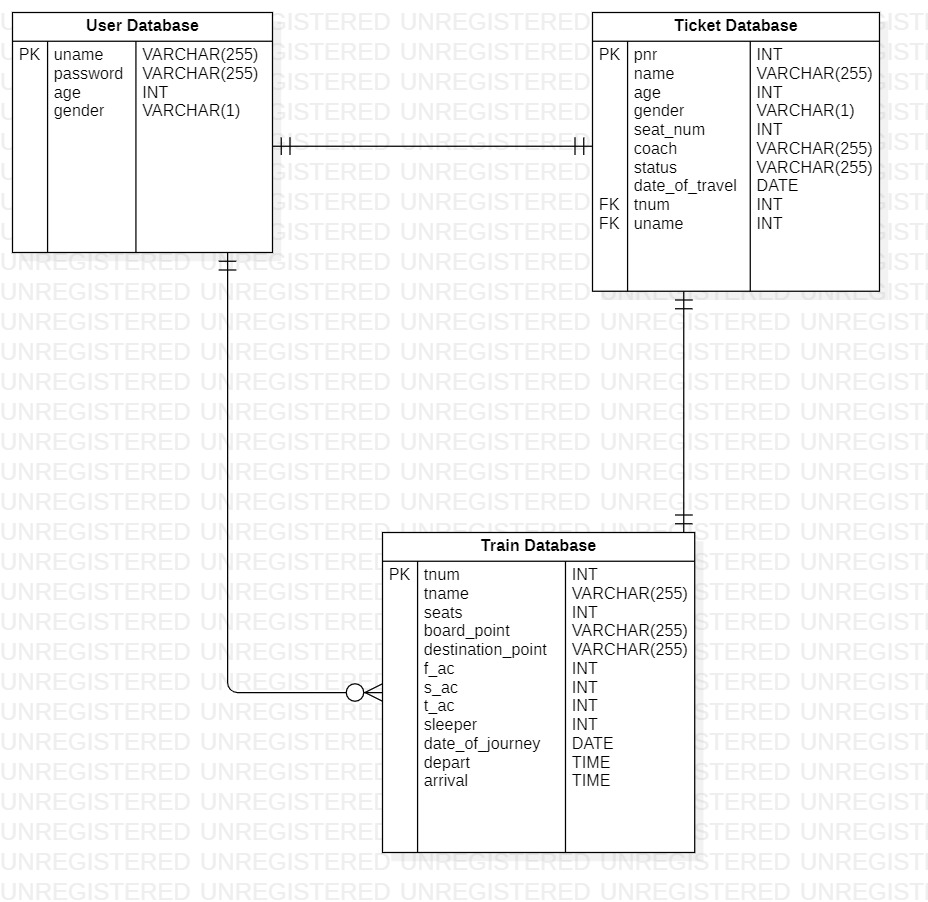 User Database
PK uname VARCHAR(255)
password VARCHAR(255)
age INT
gender VARCHAR(1)
Ticket Database
PK pnr INT
name VARCHAR(255)
age INT
gender VARCHAR(1)
seat_num INT
coach VARCHAR(255)
status VARCHAR(255)
date_of_travel DATE
FK tnum INT
FK uname INT
Train Database
PK tnum INT
tname VARCHAR(255)
seats INT
board_point VARCHAR(255)
destination_point VARCHAR(255)
f_ac INT
s_ac INT
t_ac INT
sleeper INT
date_of_journey DATE
depart TIME
arrival TIME
UNREGISTERED